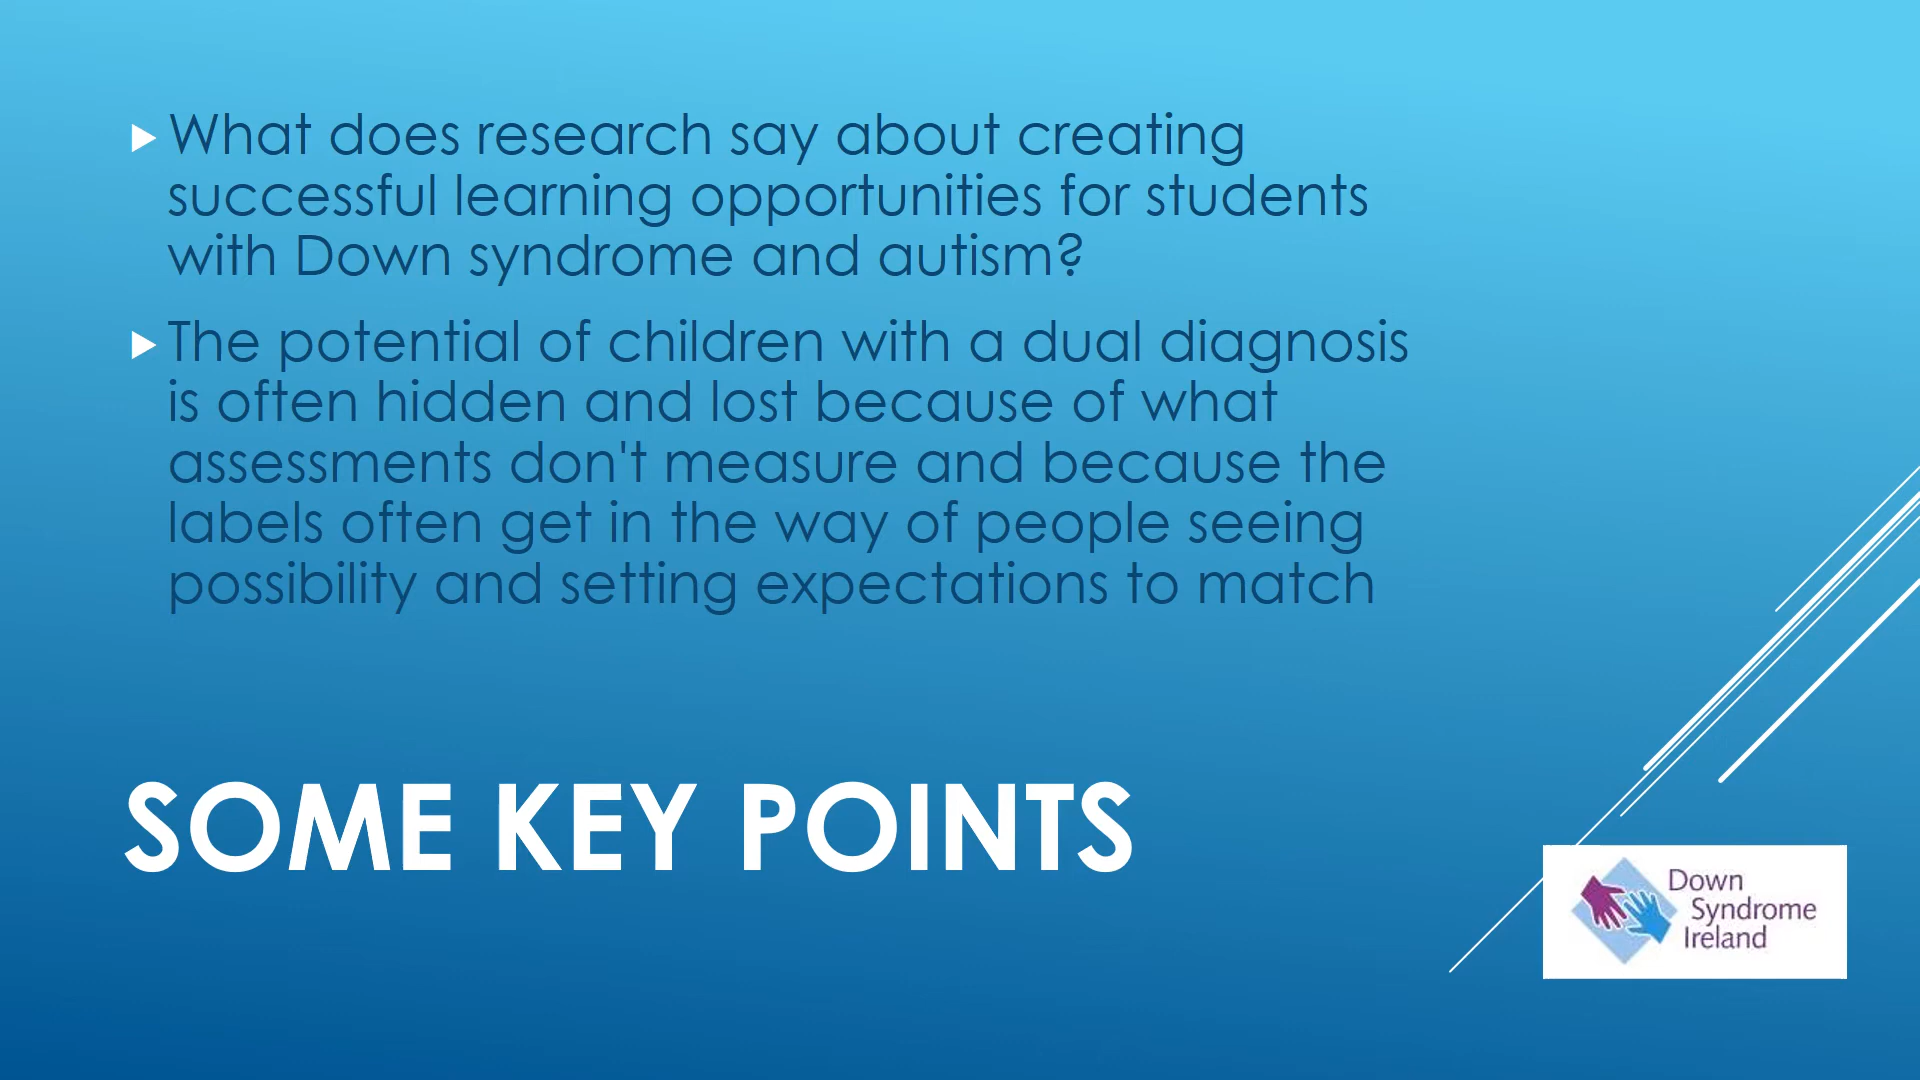 What does research say about creating
successful learning opportunities for students
with Down syndrome and autism?
The potential of children with a dual diagnosis
is often hidden and lost because of what
assessments don't measure and because the
labels often get in the way of people seeing
possibility and setting expectations to match
SOME KEY POINTS
Down
Syndrome
Ireland